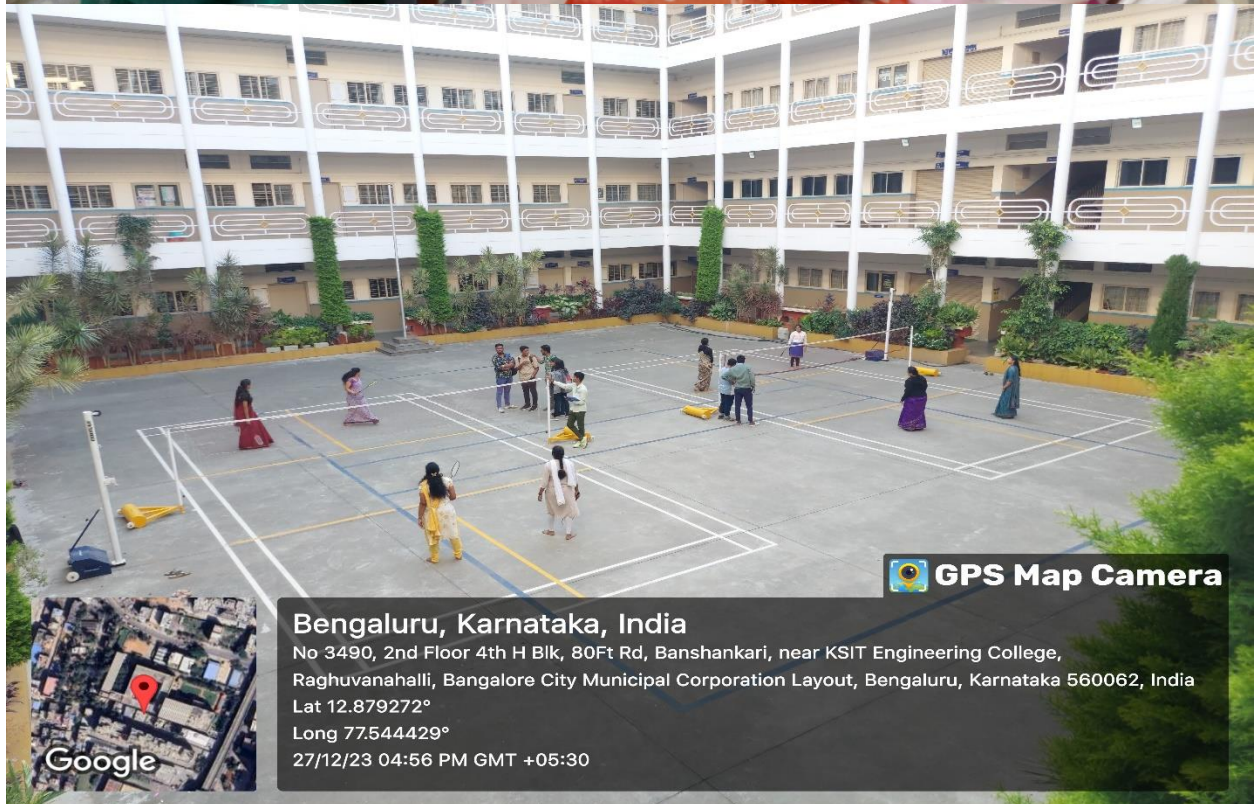 GPS Map Camera
Bengaluru, Karnataka, India
No 3490, 2nd Floor 4th H Blk, 80Ft Rd, Banshankari, near KSIT Engineering College,
Raghuvanahalli, Bangalore City Municipal Corporation Layout, Bengaluru, Karnataka 560062, India
Lat 12.879272°
Long 77.544429°
27/12/23 04:56 PM GMT +05:30
Google